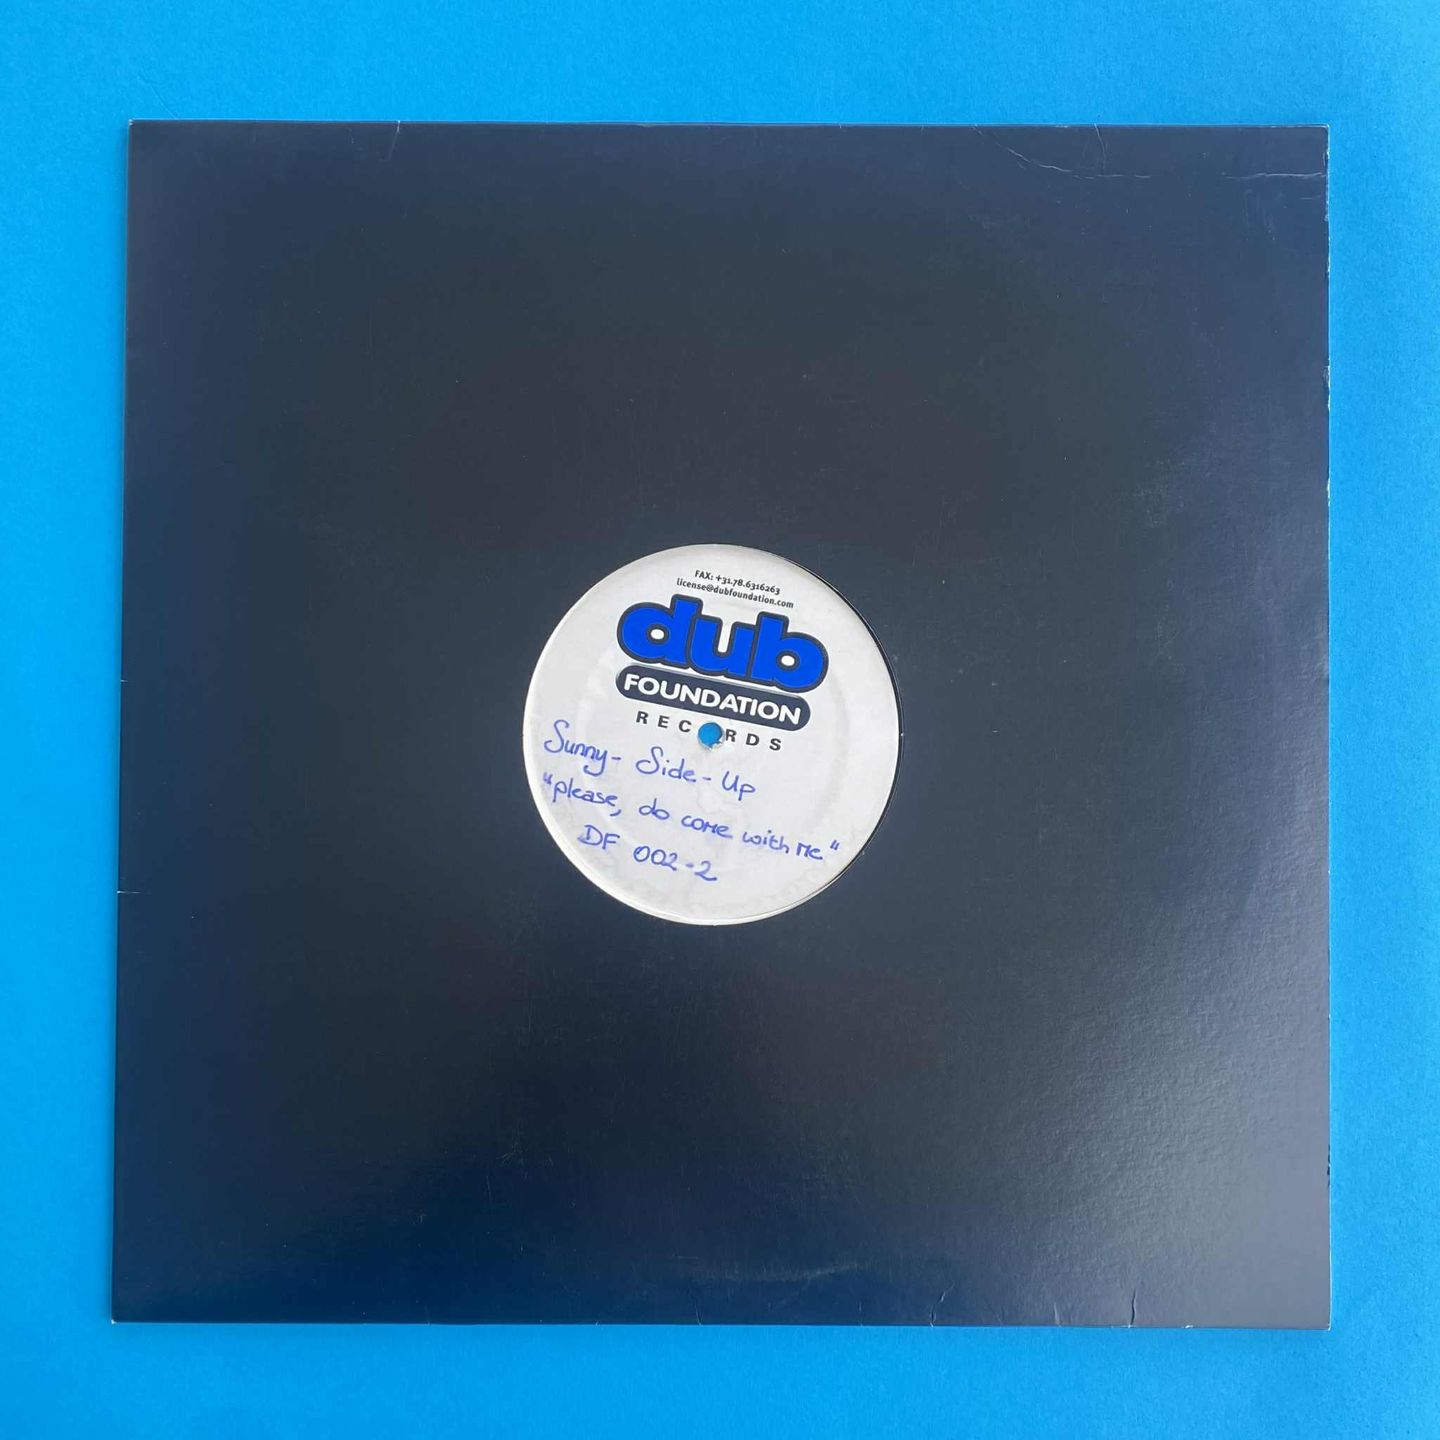 FAX: +31.78.6316263
license@dubfoundation.com
dub
FOUNDATION
RECORDS
Sunny-Side-Up
"please, do come with me"
DF 002-2